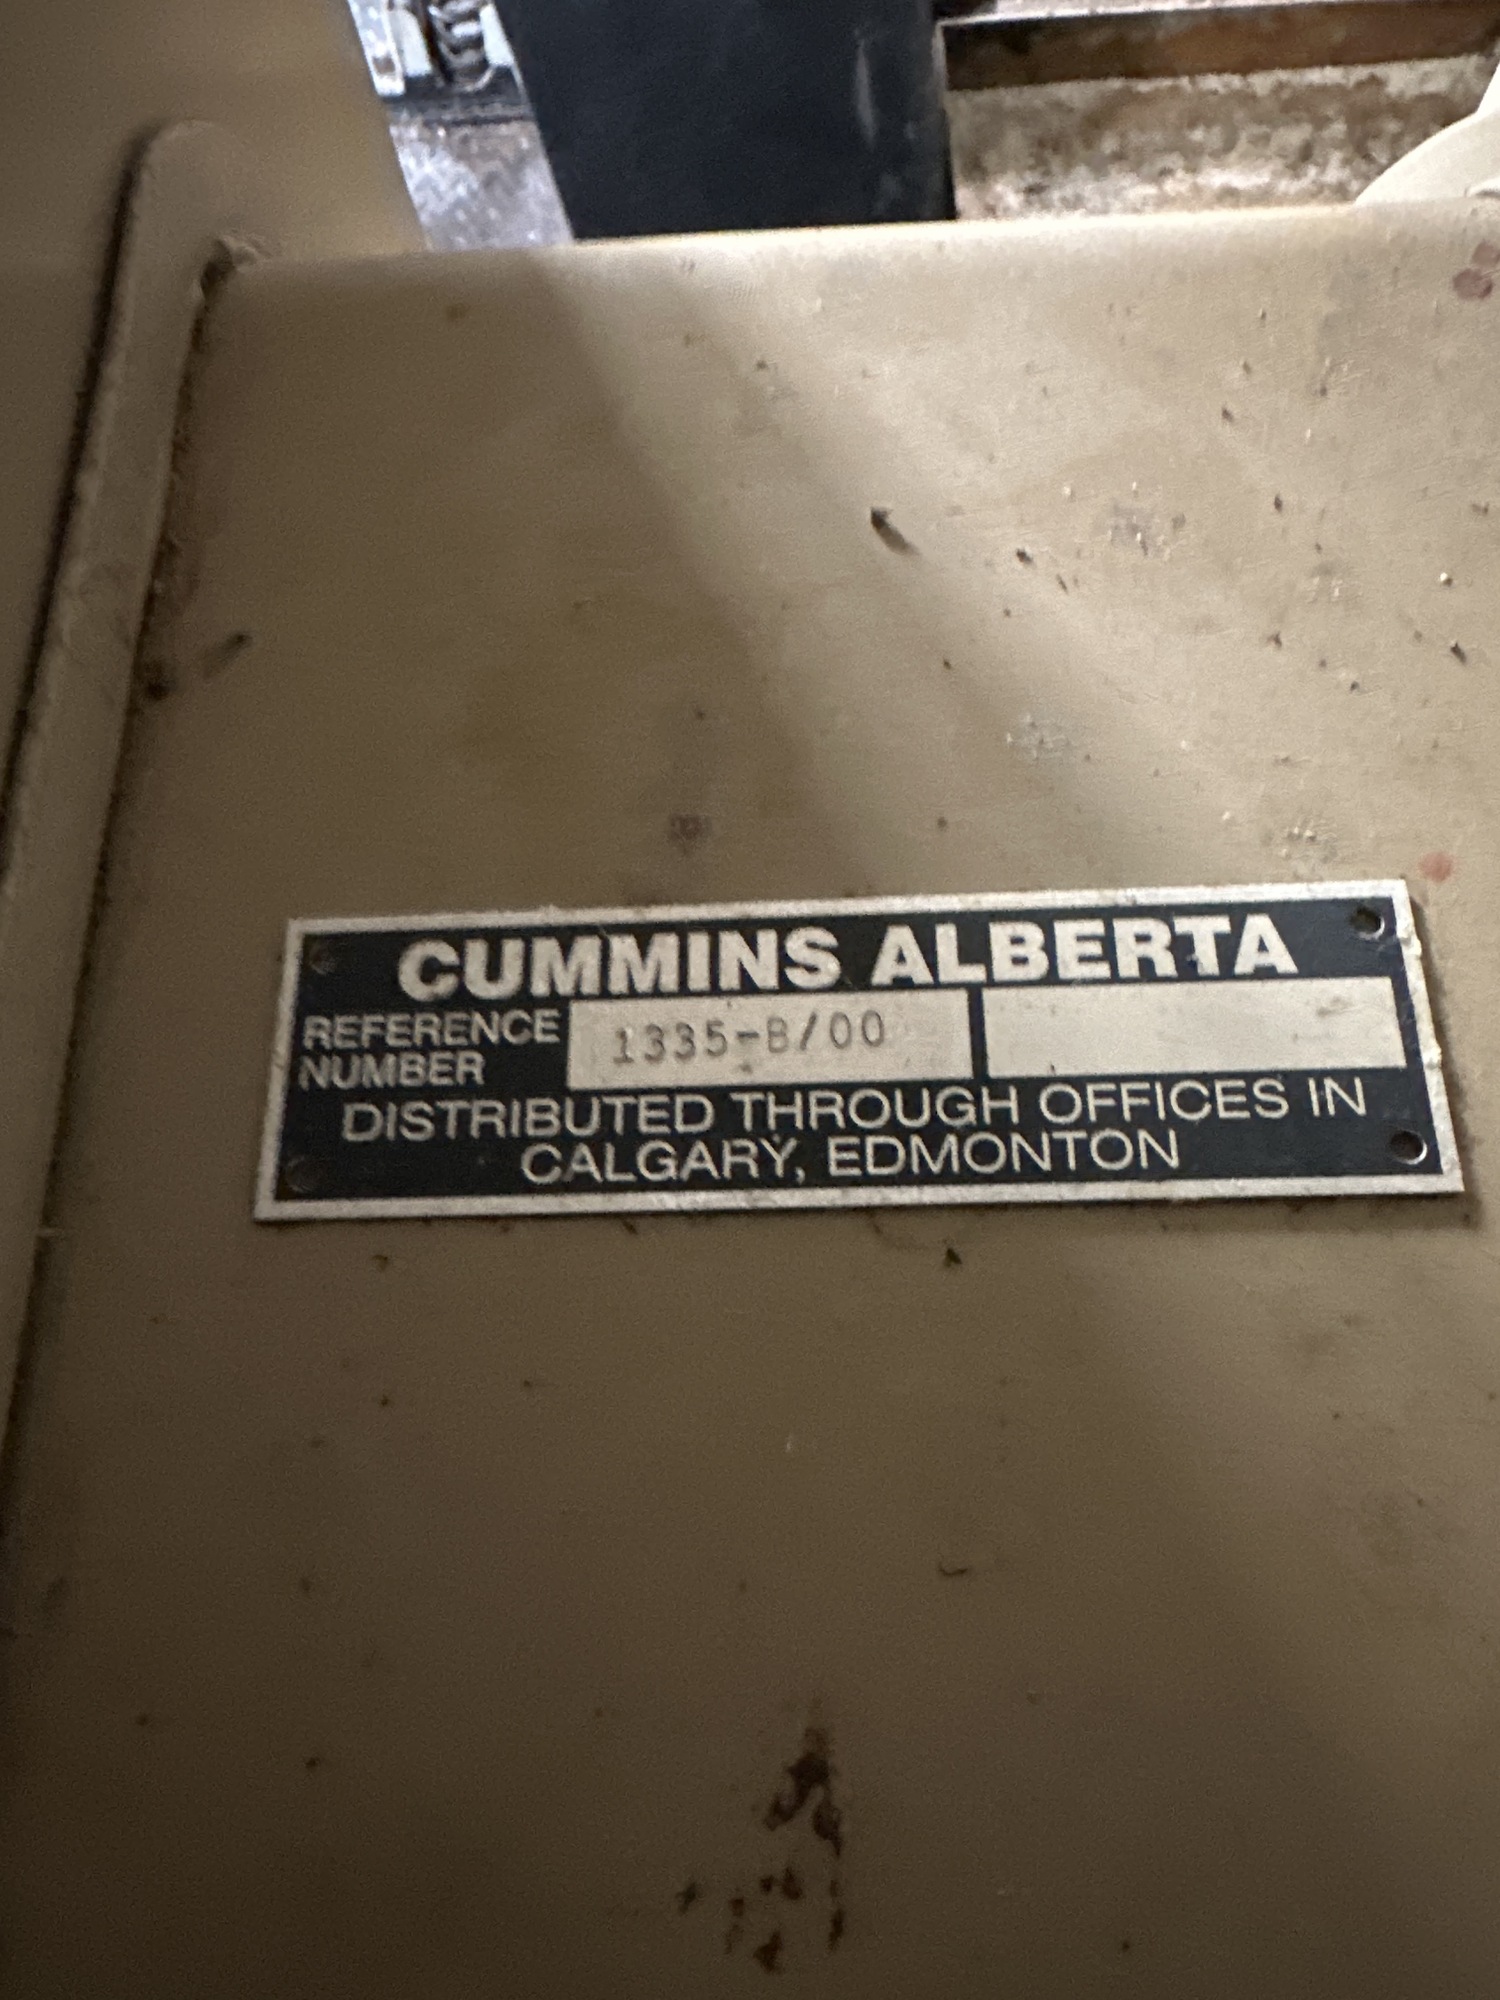 CUMMINS ALBERTA
REFERENCE NUMBER 1335-B/00
DISTRIBUTED THROUGH OFFICES IN
CALGARY, EDMONTON